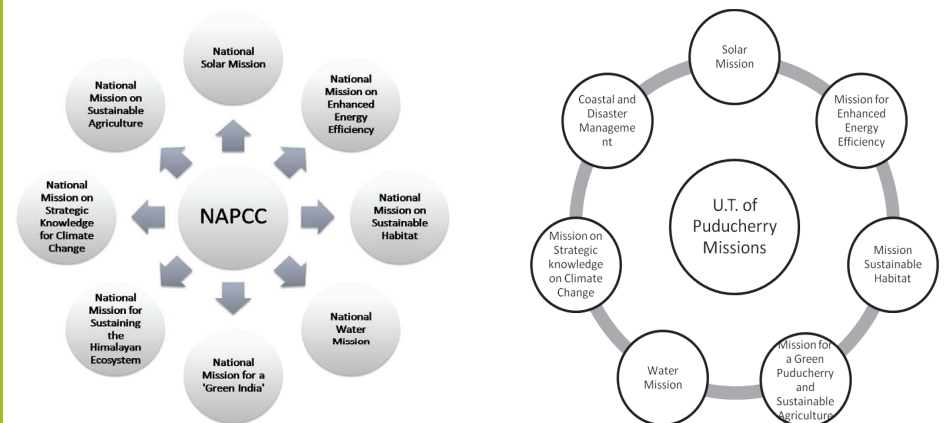 National
Solar Mission
National
Mission on
Enhanced
Energy
Efficiency
National
Mission on
Sustainable
Habitat
National
Water
Mission
National
Mission for a
'Green India'
National
Mission for
Sustaining
the
Himalayan
Ecosystem
National
Mission on
Strategic
Knowledge
for Climate
Change
National
Mission on
Sustainable
Agriculture
NAPCC
Solar
Mission
Mission for
Enhanced
Energy
Efficiency
Mission
Sustainable
Habitat
Mission for
a Green
Puducherry
and
Sustainable
Agriculture
Water
Mission
Mission on
Strategic
knowledge
on Climate
Change
Coastal and
Disaster
Manageme
nt
U.T. of
Puducherry
Missions